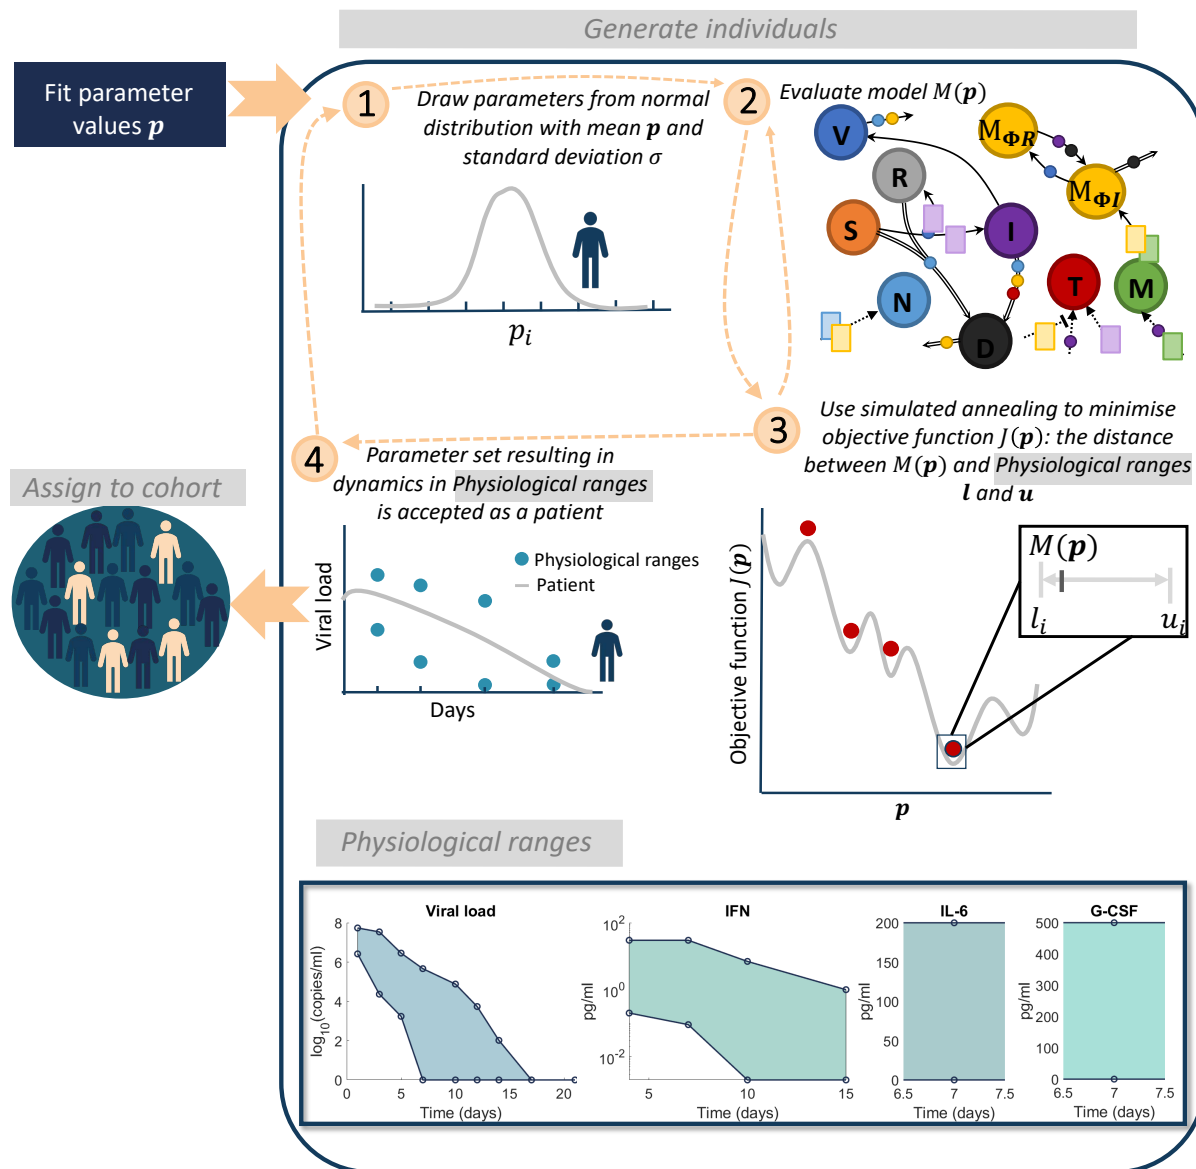 Generate individuals
Fit parameter
values p
1
Draw parameters from normal
distribution with mean p and
standard deviation σ
p_i
2
Evaluate model M(p)
V
R
S
I
N
D
M_ΦR
M_ΦI
T
M
3
Use simulated annealing to minimise
objective function J(p): the distance
between M(p) and Physiological ranges
l and u
Objective function J(p)
p
M(p)
l_i
u_i
4
Parameter set resulting in
dynamics in Physiological ranges
is accepted as a patient
Physiological ranges
Patient
Viral load
Days
Assign to cohort
Physiological ranges
Viral load
log10(copies/ml)
8
6
4
2
0
0 5 10 15 20
Time (days)
IFN
pg/ml
10^2
10^0
10^-2
5 10 15
Time (days)
IL-6
pg/ml
200
150
100
50
0
6.5 7 7.5
Time (days)
G-CSF
pg/ml
500
400
300
200
100
0
6.5 7 7.5
Time (days)